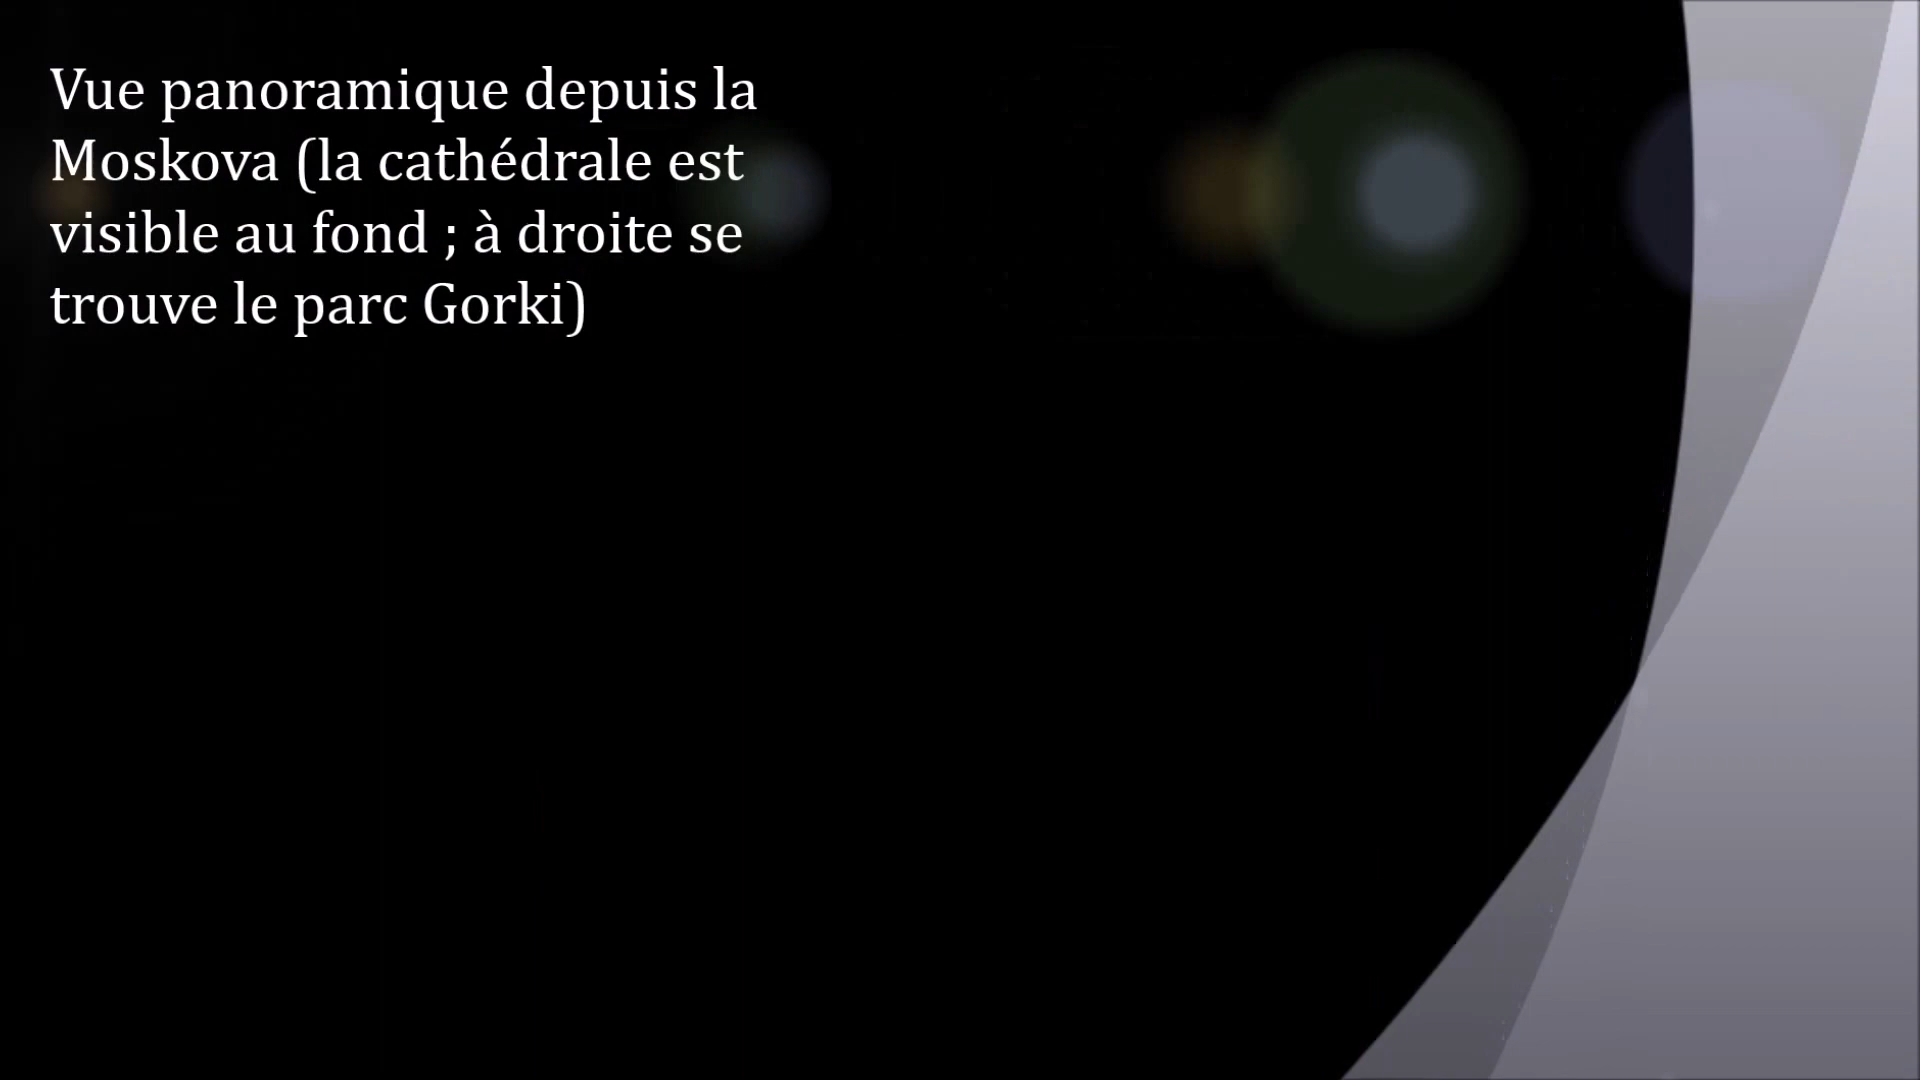 Vue panoramique depuis la
Moskova (la cathédrale est
visible au fond ; à droite se
trouve le parc Gorki)